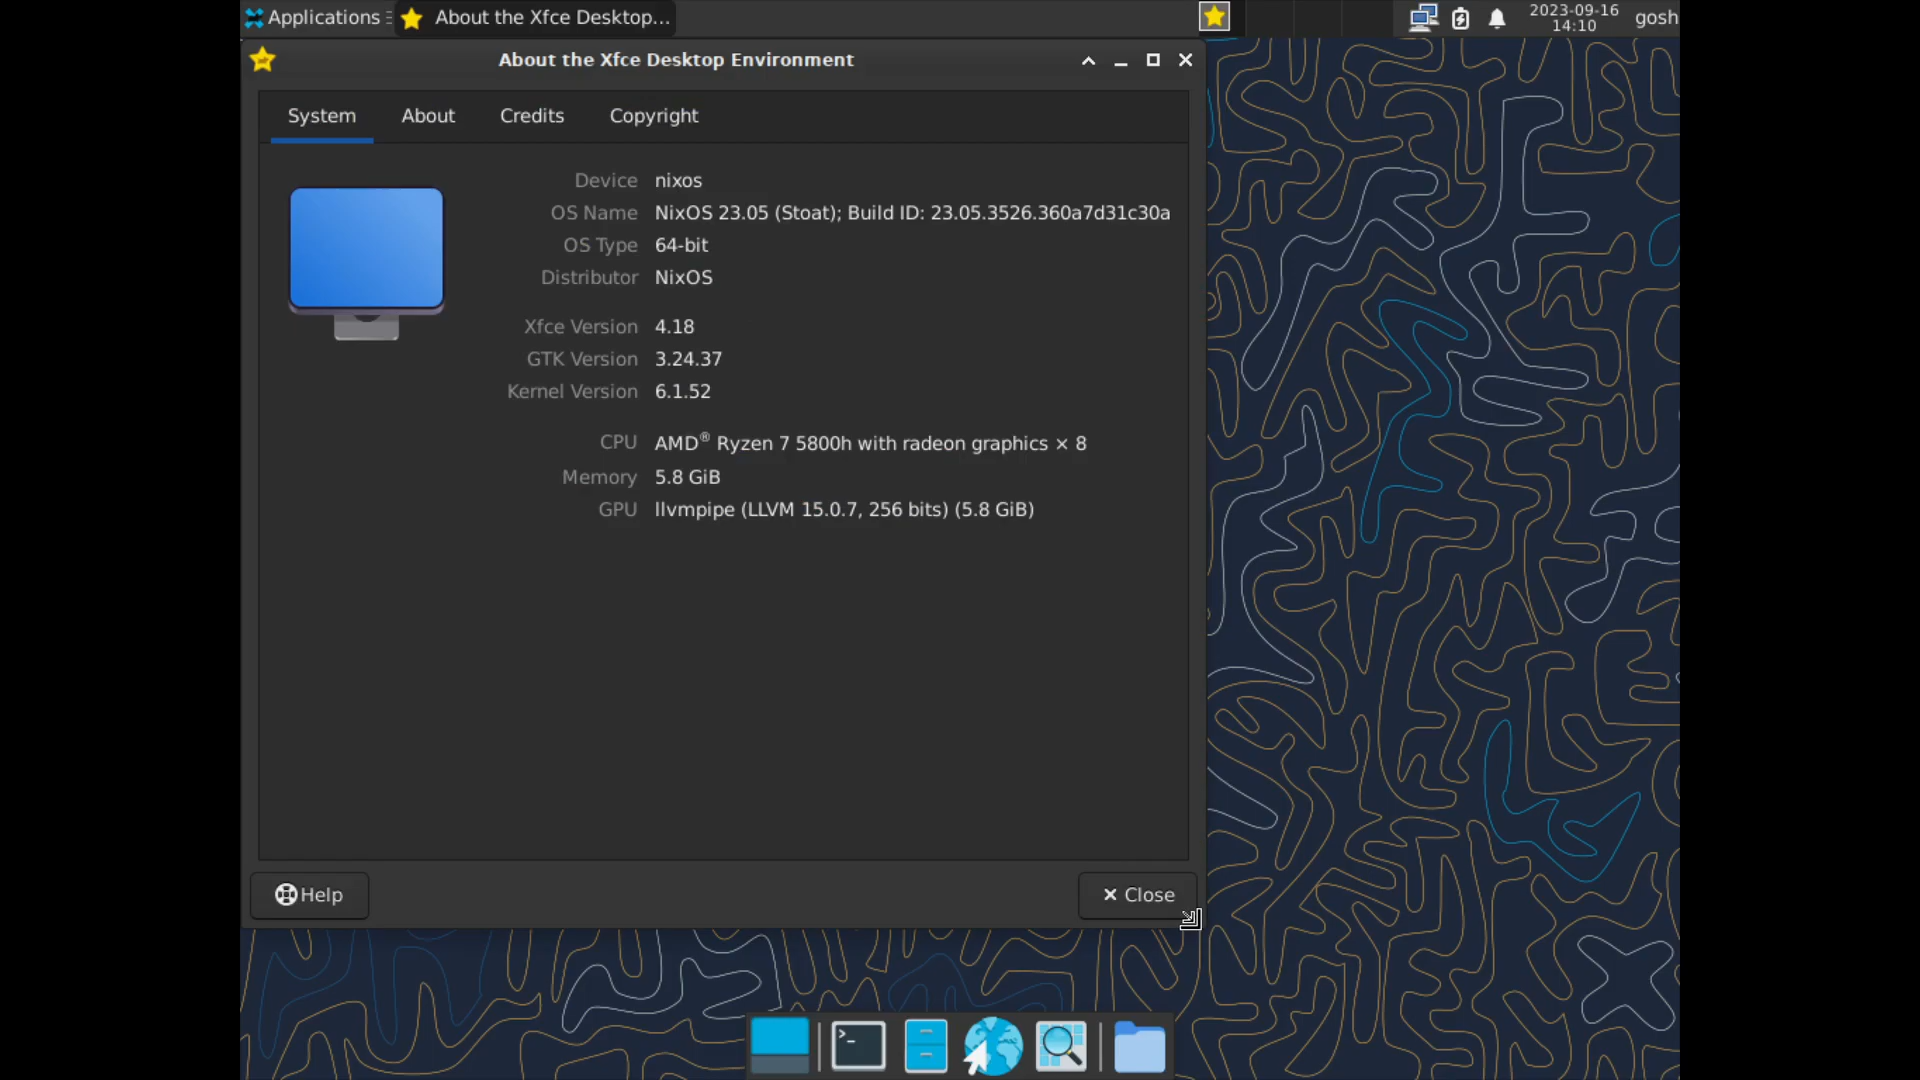 Applications
About the Xfce Desktop...
2023-09-16
14:10
gosh
About the Xfce Desktop Environment
System About Credits Copyright
Device nixos
OS Name NixOS 23.05 (Stoat); Build ID: 23.05.3526.360a7d31c30a
OS Type 64-bit
Distributor NixOS
Xfce Version 4.18
GTK Version 3.24.37
Kernel Version 6.1.52
CPU AMD® Ryzen 7 5800h with radeon graphics × 8
Memory 5.8 GiB
GPU llvmpipe (LLVM 15.0.7, 256 bits) (5.8 GiB)
Help
Close